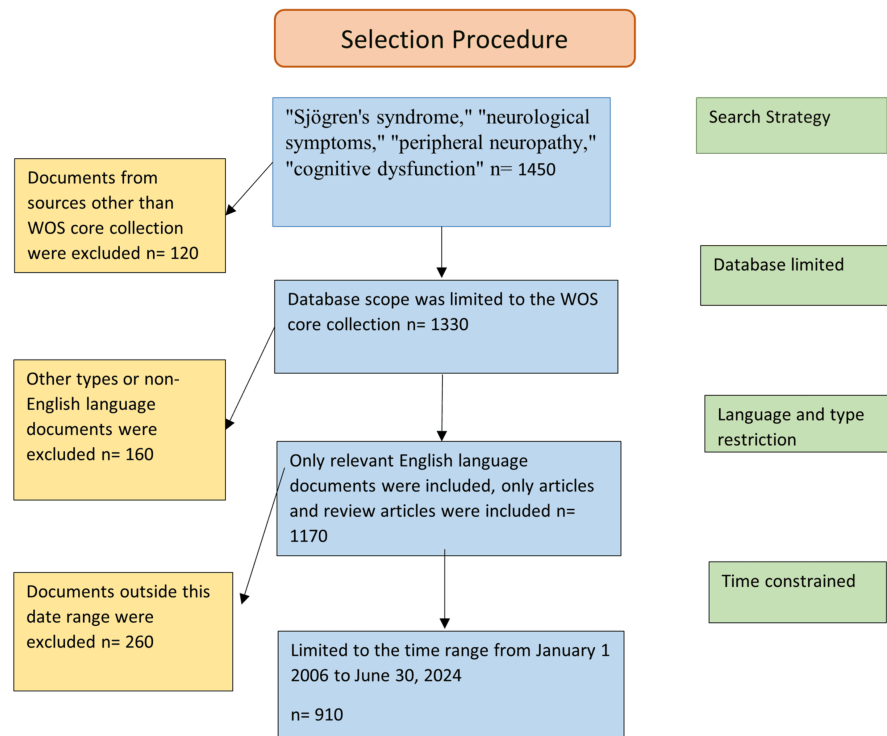 Selection Procedure
"Sjögren's syndrome," "neurological
symptoms," "peripheral neuropathy,"
"cognitive dysfunction" n= 1450
Search Strategy
Documents from
sources other than
WOS core collection
were excluded n= 120
Database limited
Database scope was limited to the WOS
core collection n= 1330
Other types or non-
English language
documents were
excluded n= 160
Language and type
restriction
Only relevant English language
documents were included, only articles
and review articles were included n=
1170
Documents outside this
date range were
excluded n= 260
Time constrained
Limited to the time range from January 1
2006 to June 30, 2024
n= 910